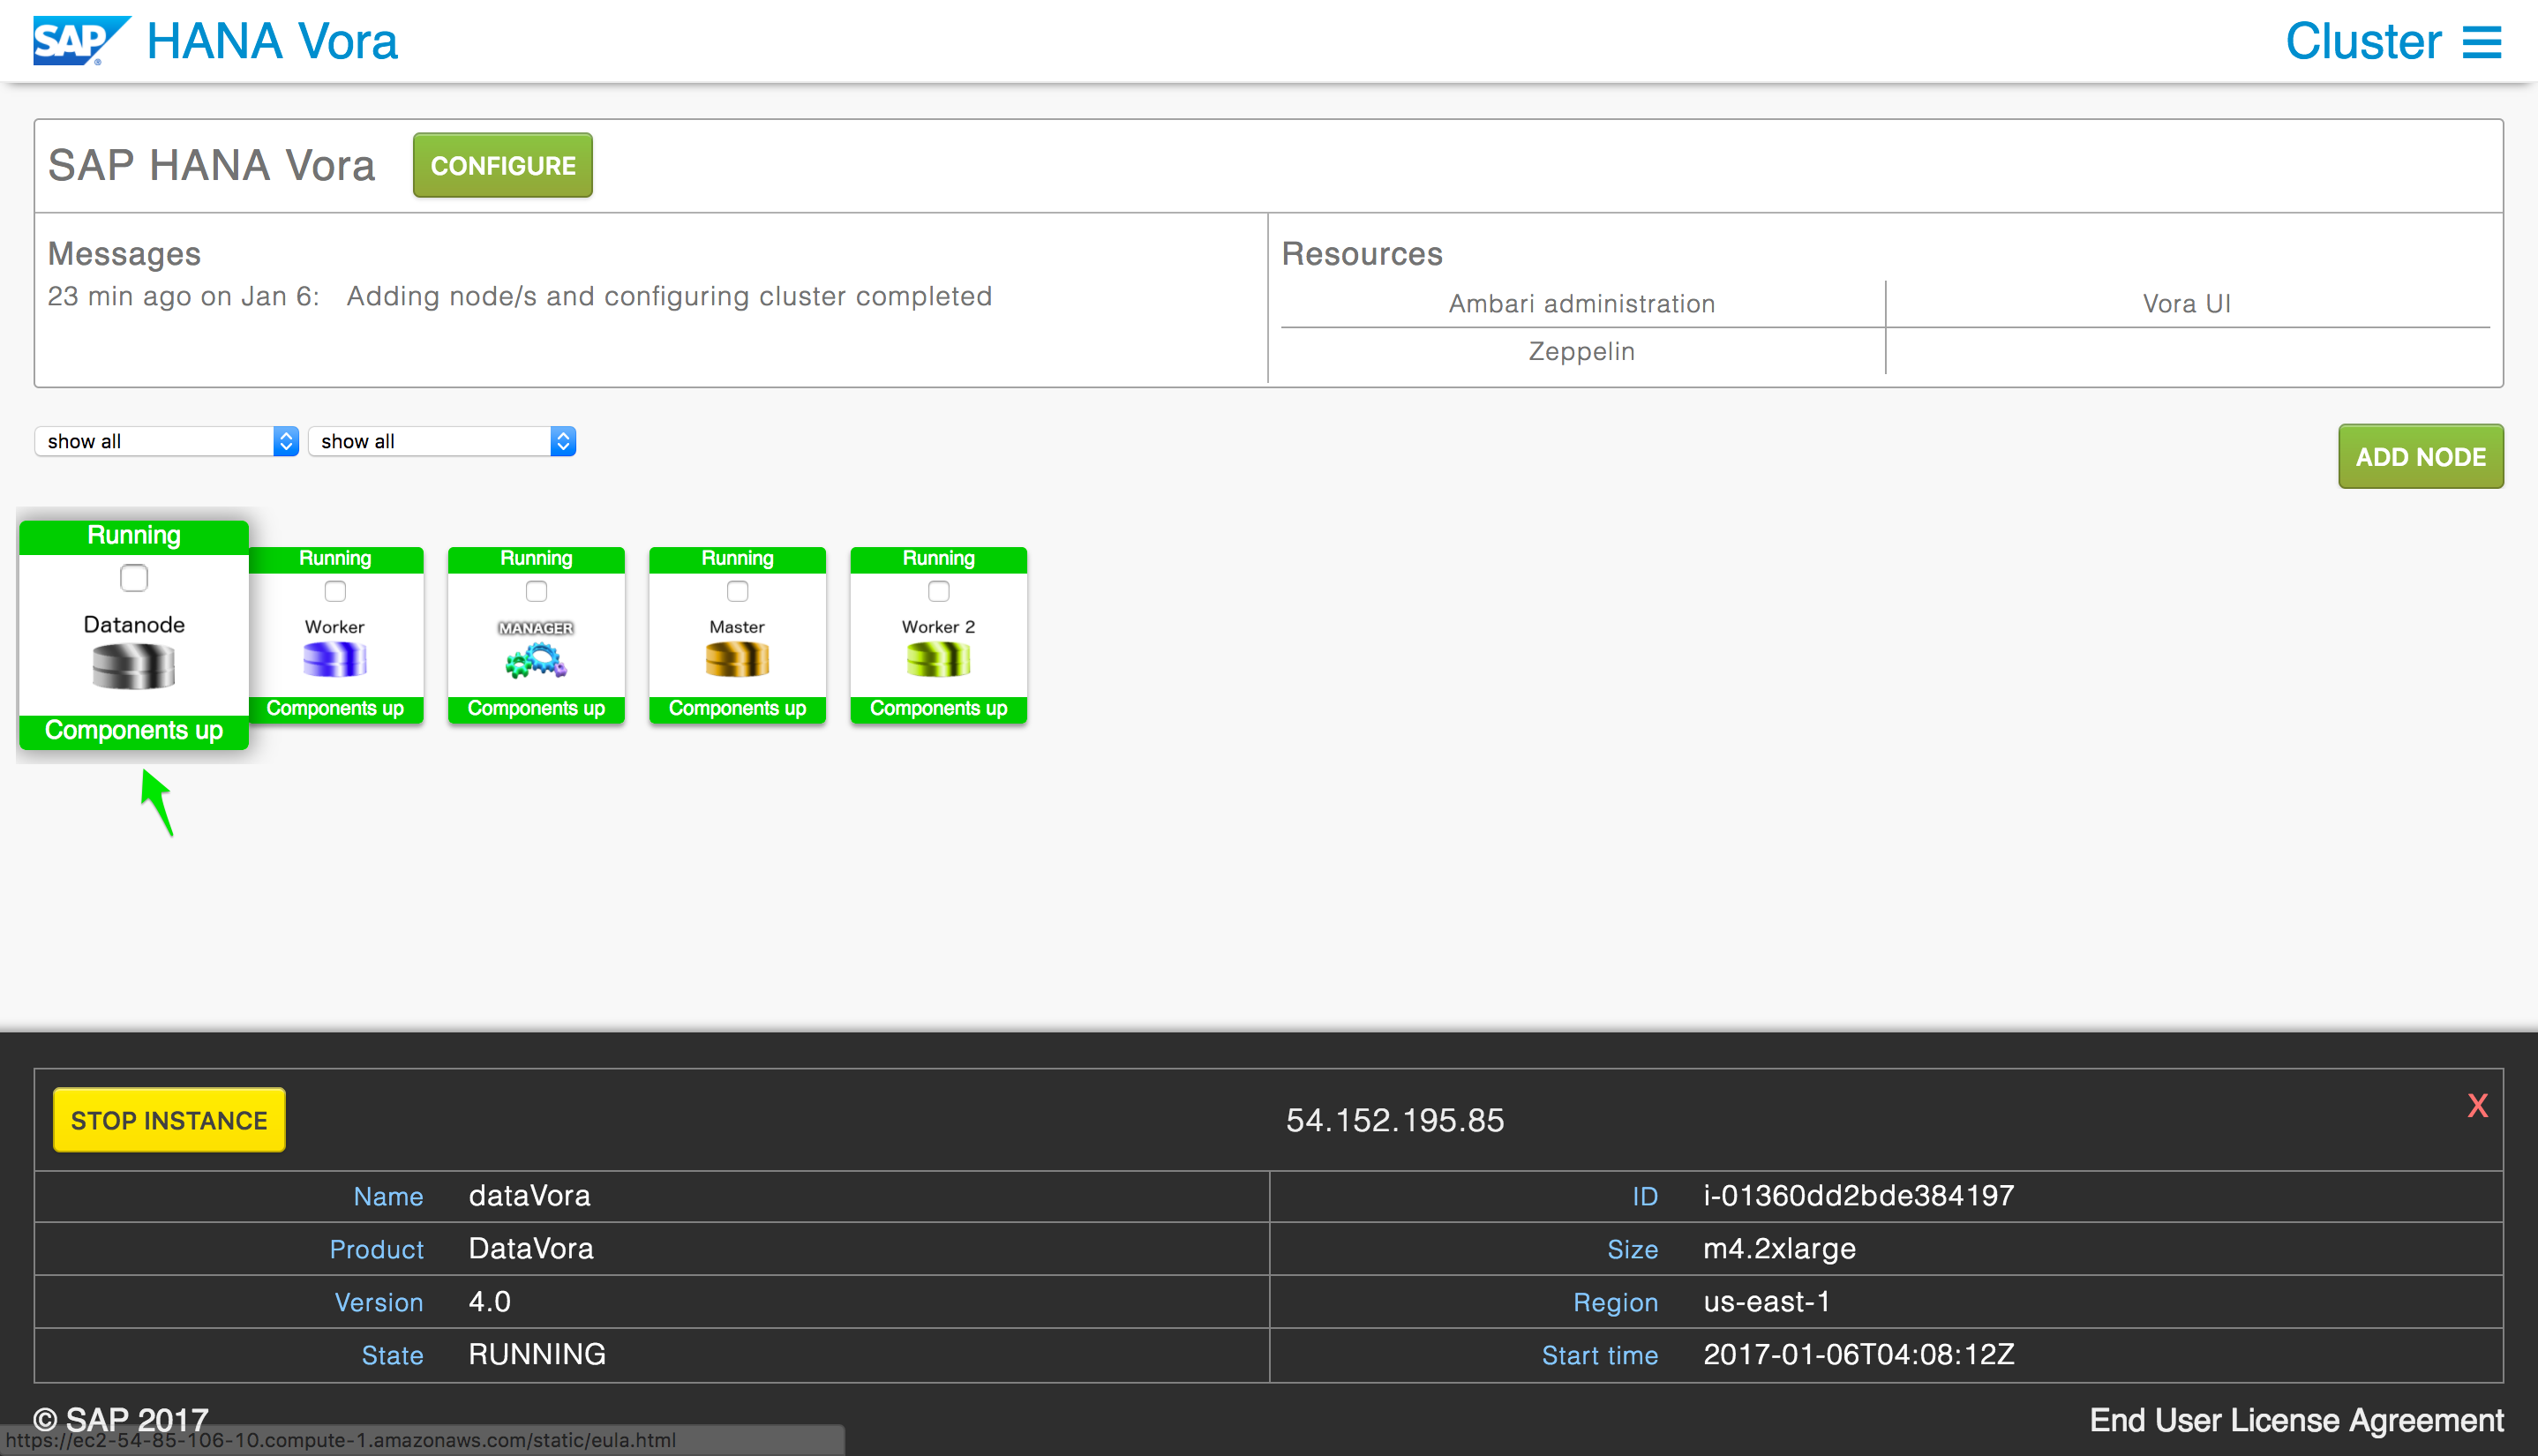 SAP HANA Vora
Cluster
SAP HANA Vora CONFIGURE
Messages
23 min ago on Jan 6: Adding node/s and configuring cluster completed
Resources
Ambari administration Vora UI
Zeppelin
show all show all
ADD NODE
Running
Datanode
Components up
Running
Worker
Components up
Running
MANAGER
Components up
Running
Master
Components up
Running
Worker 2
Components up
STOP INSTANCE 54.152.195.85 X
Name dataVora ID i-01360dd2bde384197
Product DataVora Size m4.2xlarge
Version 4.0 Region us-east-1
State RUNNING Start time 2017-01-06T04:08:12Z
© SAP 2017 End User License Agreement
https://ec2-54-85-106-10.compute-1.amazonaws.com/static/eula.html